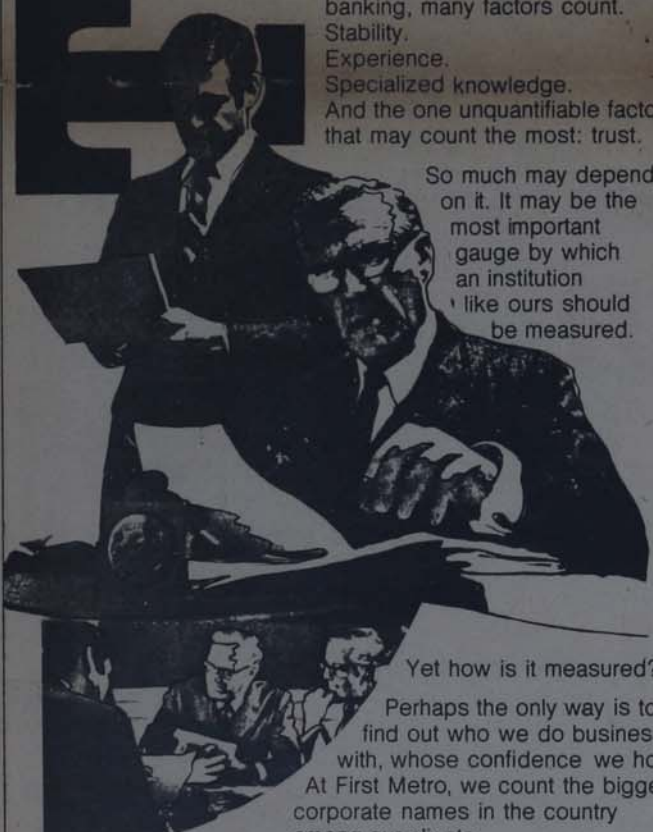 banking, many factors count.
Stability.
Experience.
Specialized knowledge.
And the one unquantifiable facto
that may count the most: trust.
So much may depend
on it. It may be the
most important
gauge by which
an institution
like ours should
be measured.
Yet how is it measured?
Perhaps the only way is to
find out who we do busines
with, whose confidence we ho
At First Metro, we count the bigge
corporate names in the country